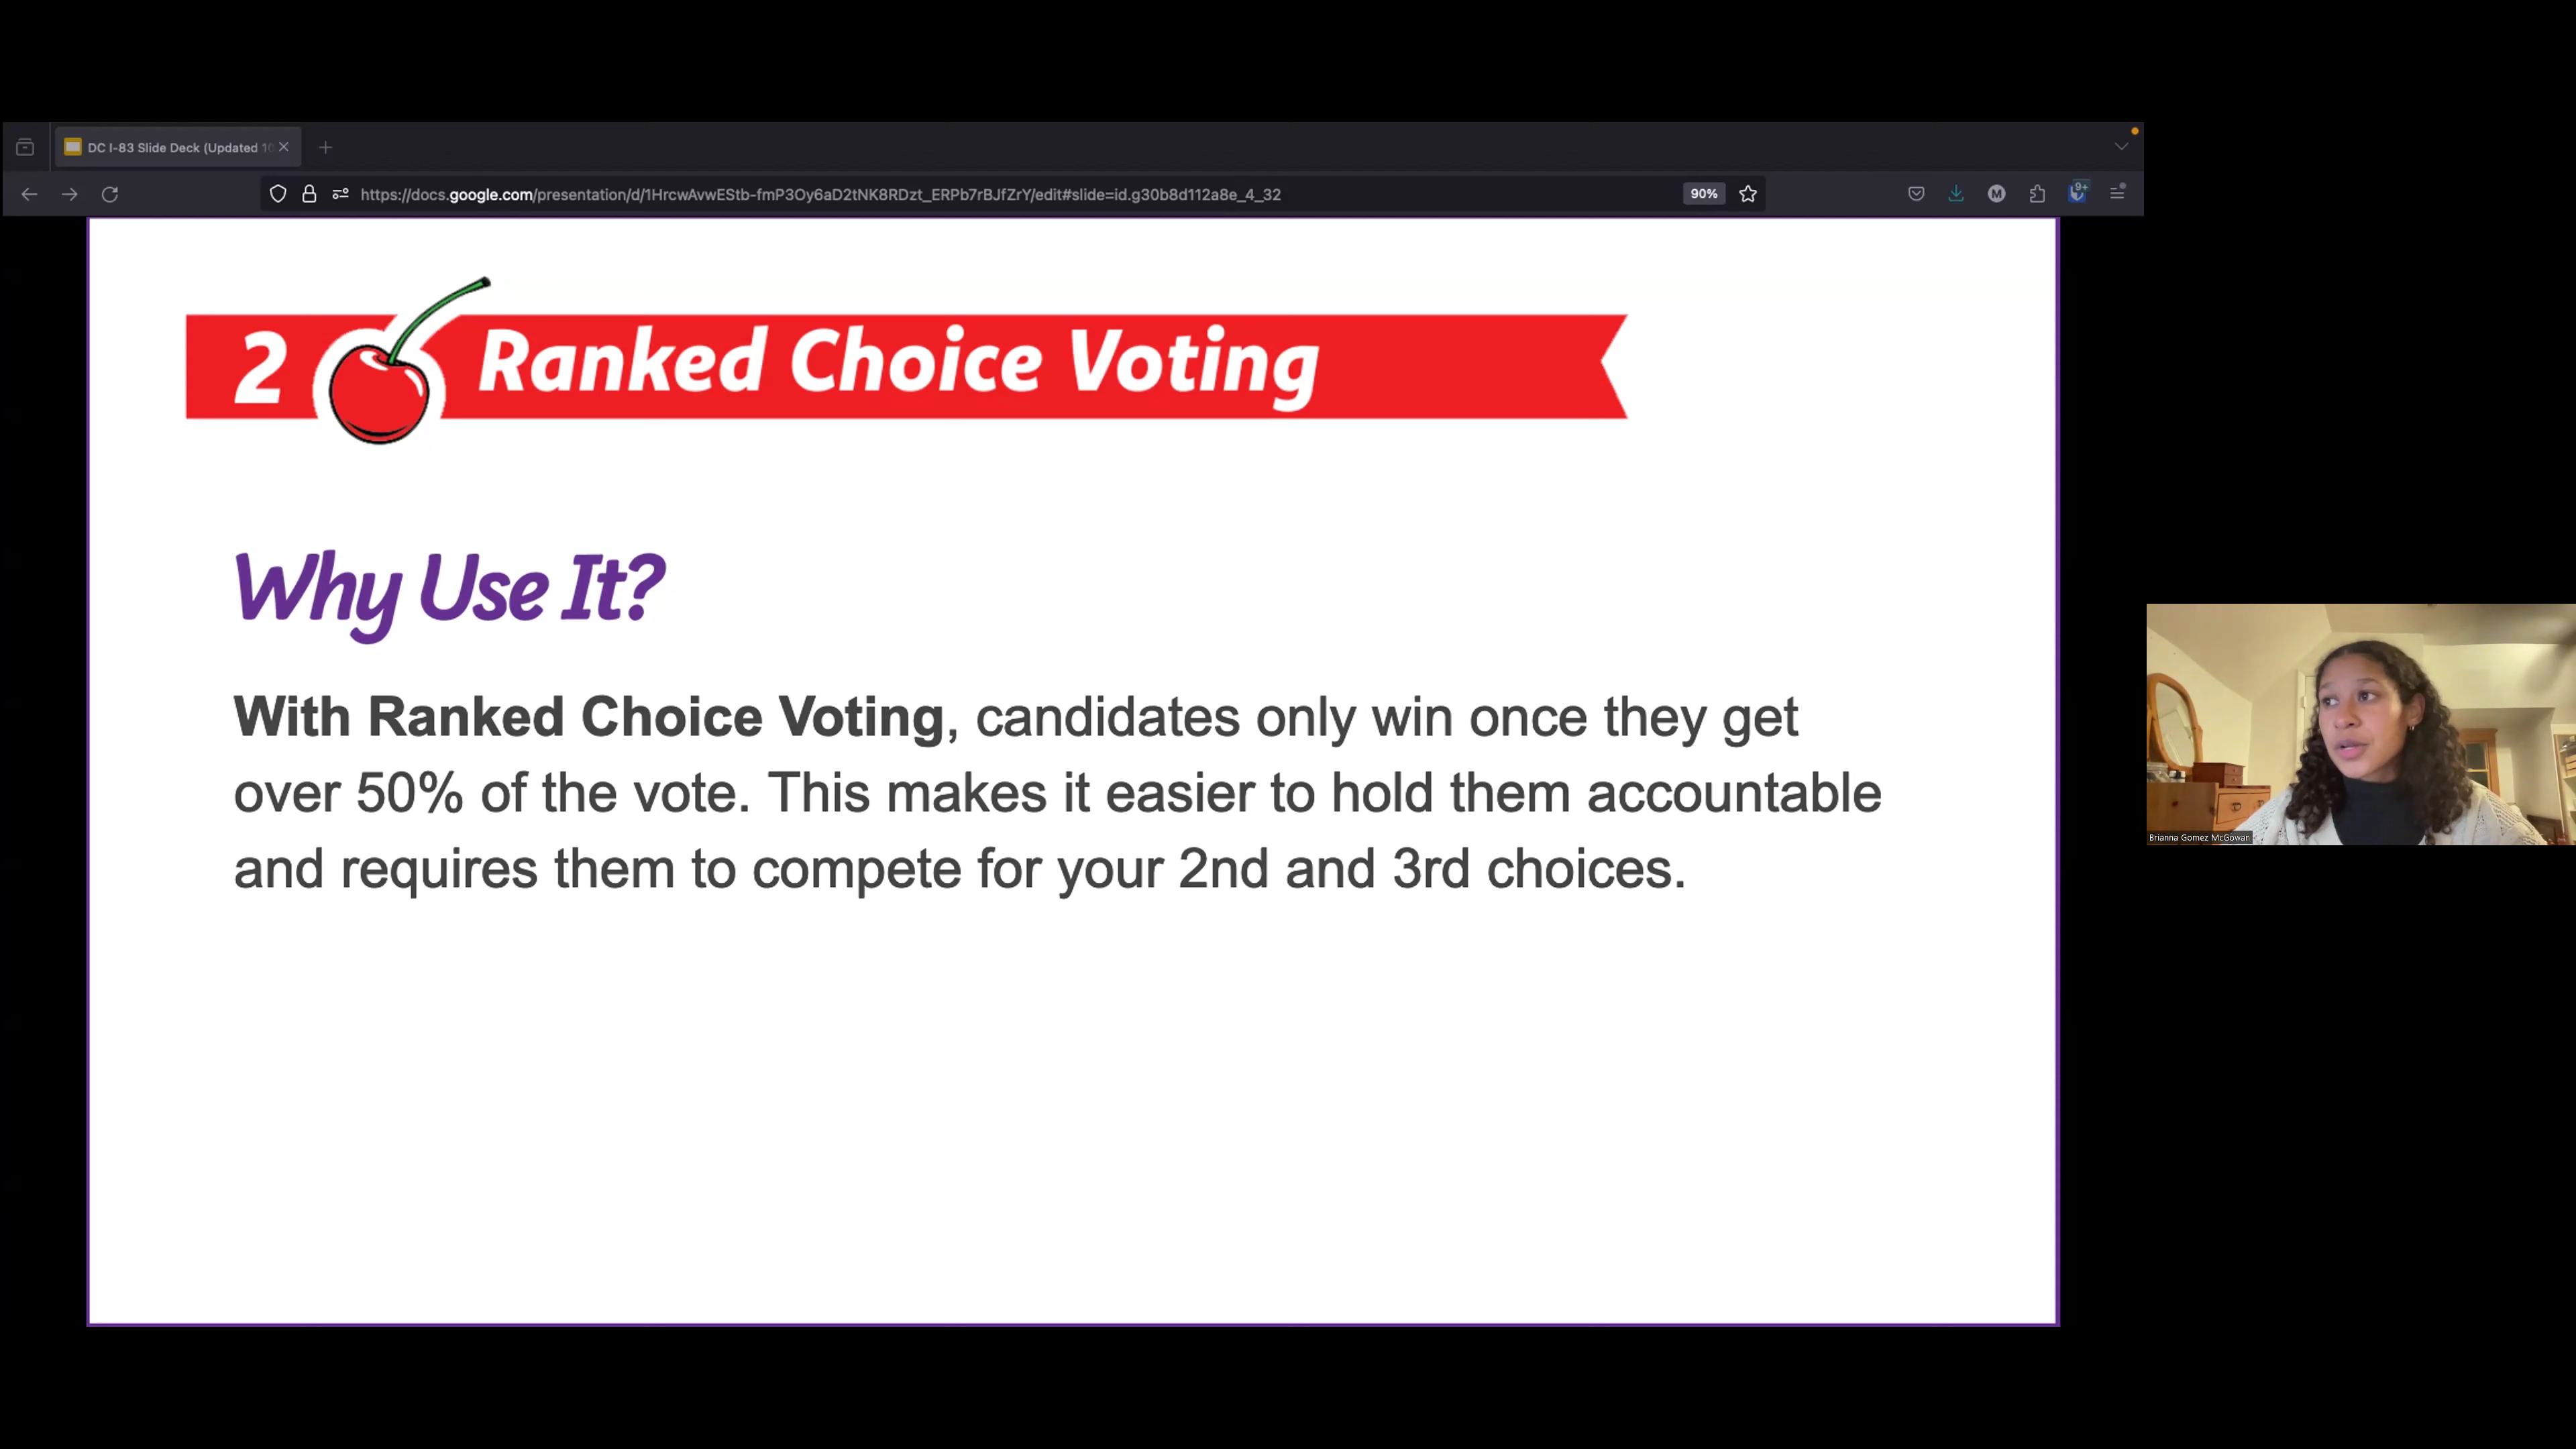 DC I-83 Slide Deck (Updated 10
https://docs.google.com/presentation/d/1HrcwAvwEStb-fmP3Oy6aD2tNK8RDzt_ERPb7rBJfZrY/edit#slide=id.g30b8d112a8e_4_32
90%
M
9+
2 Ranked Choice Voting
Why Use It?
With Ranked Choice Voting, candidates only win once they get
over 50% of the vote. This makes it easier to hold them accountable
and requires them to compete for your 2nd and 3rd choices.
Brianna Gomez McGowan